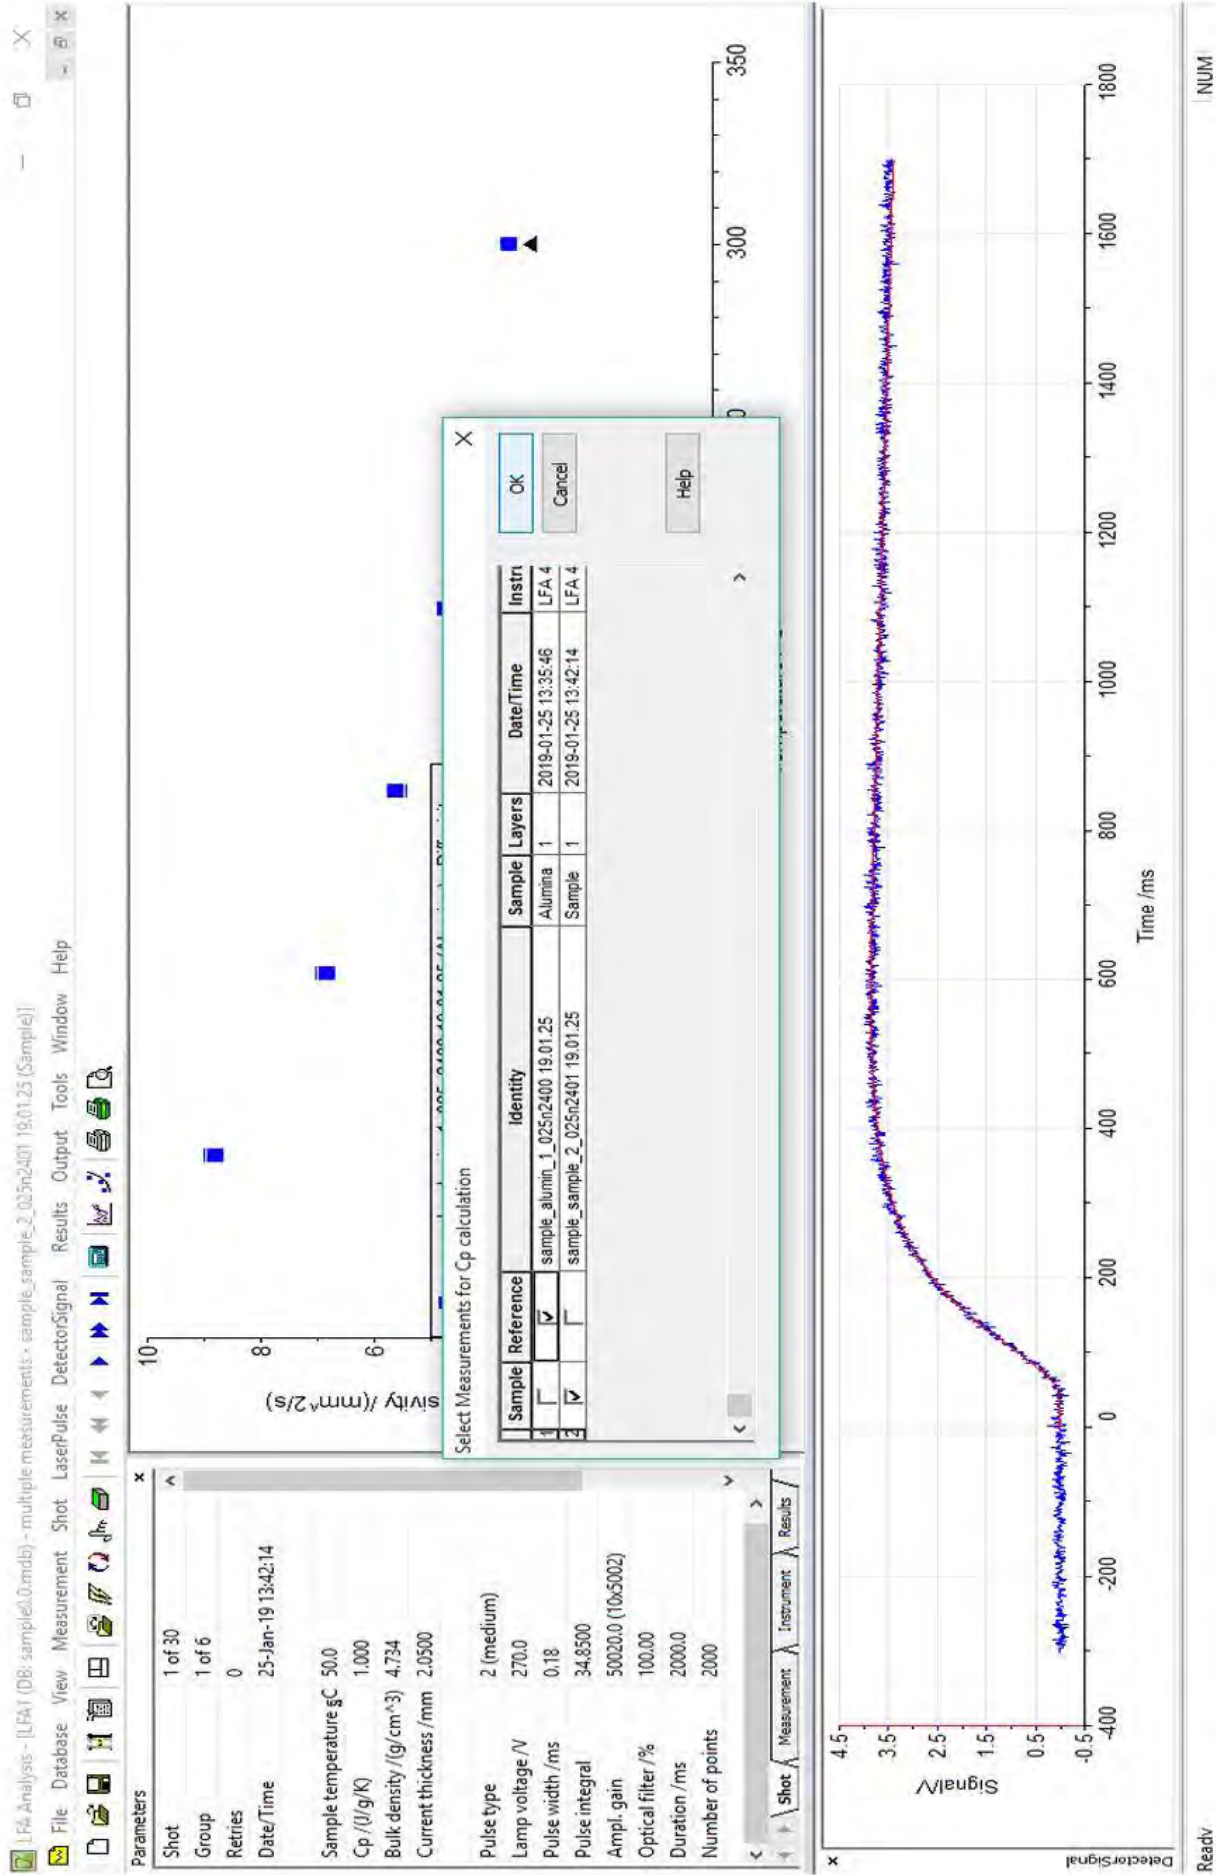 LFA Analysis - [LFA1 (DB: sample0.0.mdb) - multiple measurements - sample_sample_2_025n2401 19.01.25 (Sample)]
File Database View Measurement Shot LaserPulse DetectorSignal Results Output Tools Window Help
Parameters
Shot 1 of 30
Group 1 of 6
Retries 0
Date/Time 25-Jan-19 13:42:14
Sample temperature §C 50.0
Cp /(J/g/K) 1.000
Bulk density /(g/cm^3) 4.734
Current thickness /mm 2.0500
Pulse type 2 (medium)
Lamp voltage /V 270.0
Pulse width /ms 0.18
Pulse integral 34.8500
Ampl. gain 50020.0 (10x5002)
Optical filter /% 100.00
Duration /ms 2000.0
Number of points 2000
Shot Measurement Instrument Results
10
8
6
sivity /(mm^2/s)
300 350
0
Select Measurements for Cp calculation
Sample Reference Identity Sample Layers Date/Time Instru
1 sample_alumin_1_025n2400 19.01.25 Alumina 1 2019-01-25 13:35:46 LFA 4
2 sample_sample_2_025n2401 19.01.25 Sample 1 2019-01-25 13:42:14 LFA 4
OK
Cancel
Help
DetectorSignal
Signal/V
4.5
3.5
2.5
1.5
0.5
-0.5
-400 -200 0 200 400 600 800 1000 1200 1400 1600 1800
Time /ms
Ready NUM